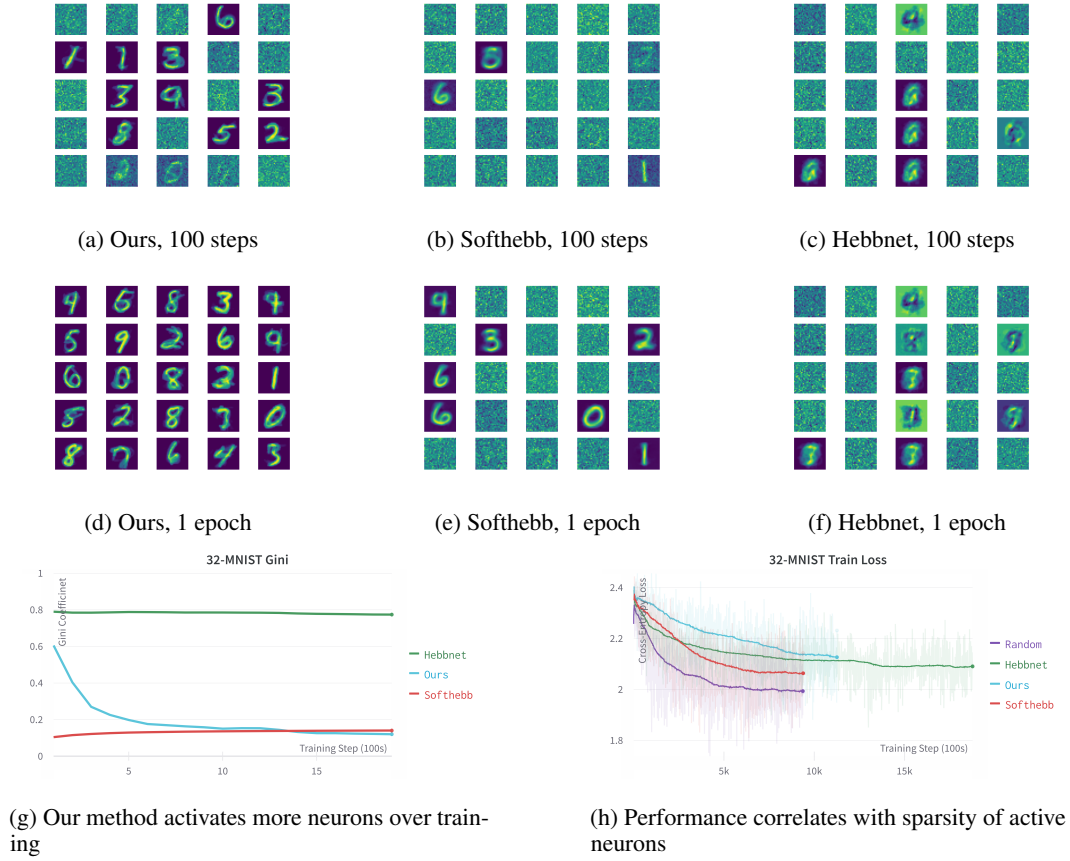 (a) Ours, 100 steps
(b) Softhebb, 100 steps
(c) Hebbnet, 100 steps
(d) Ours, 1 epoch
(e) Softhebb, 1 epoch
(f) Hebbnet, 1 epoch
32-MNIST Gini
1
0.8
0.6
0.4
0.2
0
Gini Coefficinet
5
10
15
Training Step (100s)
Hebbnet
Ours
Softhebb
32-MNIST Train Loss
2.4
2.2
2
1.8
Cross-Entropy Loss
5k
10k
15k
Training Step (100s)
Random
Hebbnet
Ours
Softhebb
(g) Our method activates more neurons over train-
ing
(h) Performance correlates with sparsity of active
neurons